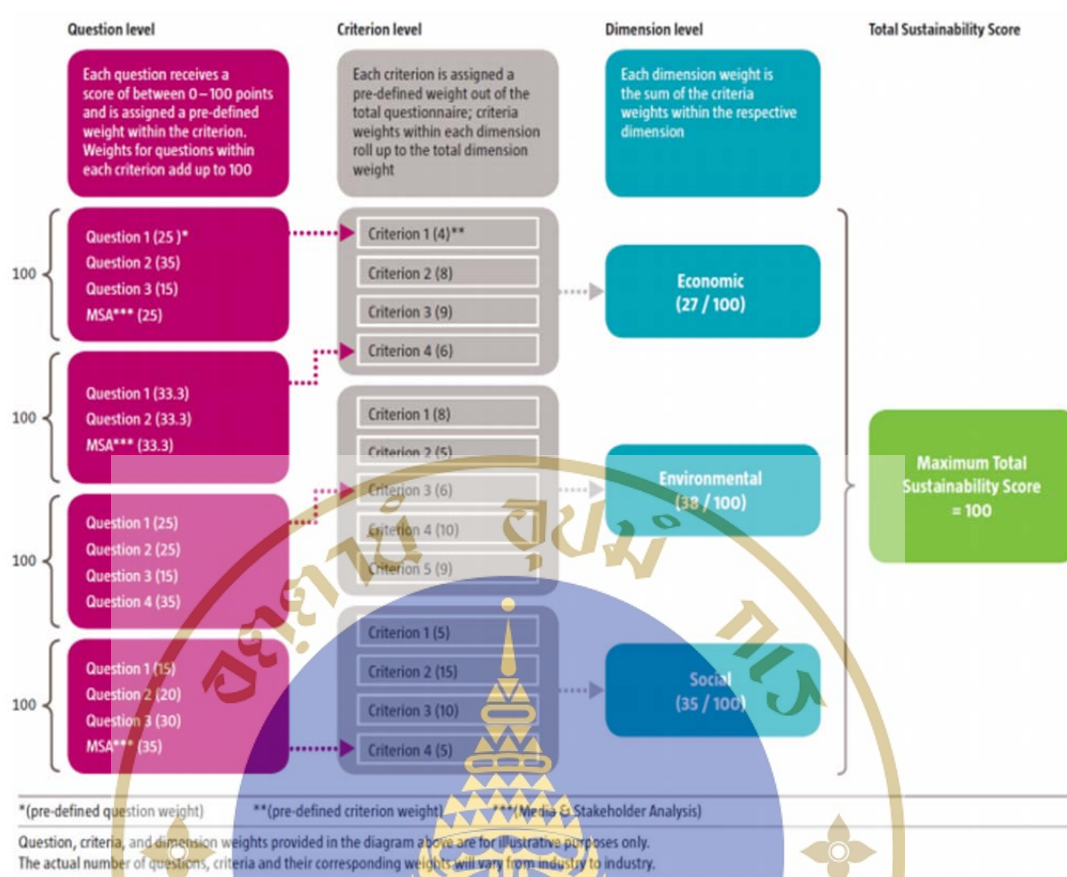 Question level
Criterion level
Dimension level
Total Sustainability Score
Each question receives a
score of between 0–100 points
and is assigned a pre-defined
weight within the criterion.
Weights for questions within
each criterion add up to 100
Each criterion is assigned a
pre-defined weight out of the
total questionnaire; criteria
weights within each dimension
roll up to the total dimension
weight
Each dimension weight is
the sum of the criteria
weights within the respective
dimension
100
Question 1 (25 )*
Question 2 (35)
Question 3 (15)
MSA*** (25)
100
Question 1 (33.3)
Question 2 (33.3)
MSA*** (33.3)
100
Question 1 (25)
Question 2 (25)
Question 3 (15)
Question 4 (35)
100
Question 1 (15)
Question 2 (20)
Question 3 (30)
MSA*** (35)
Criterion 1 (4)**
Criterion 2 (8)
Criterion 3 (9)
Criterion 4 (6)
Criterion 1 (8)
Criterion 2 (5)
Criterion 3 (6)
Criterion 4 (10)
Criterion 5 (9)
Criterion 1 (5)
Criterion 2 (15)
Criterion 3 (10)
Criterion 4 (5)
Economic
(27 / 100)
Environmental
(38 / 100)
Social
(35 / 100)
Maximum Total
Sustainability Score
= 100
*(pre-defined question weight) **(pre-defined criterion weight) ***(Media & Stakeholder Analysis)
Question, criteria, and dimension weights provided in the diagram above are for illustrative purposes only.
The actual number of questions, criteria and their corresponding weights will vary from industry to industry.